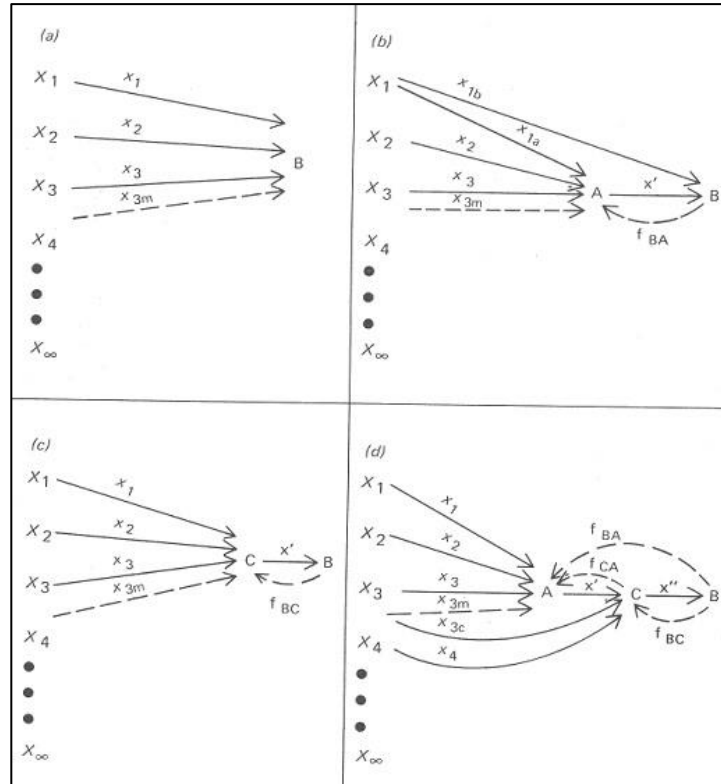 (a)
X1
x1
X2
x2
B
X3
x3
x3m
X4
X∞
(b)
X1
x1b
x1a
X2
x2
X3
x3
A
x'
B
x3m
fBA
X4
X∞
(c)
X1
x1
X2
x2
C
x'
B
X3
x3
x3m
fBC
X4
X∞
(d)
X1
x1
X2
x2
fBA
fCA
X3
x3
A
x'
C
x''
B
x3m
x3c
fBC
X4
x4
X∞